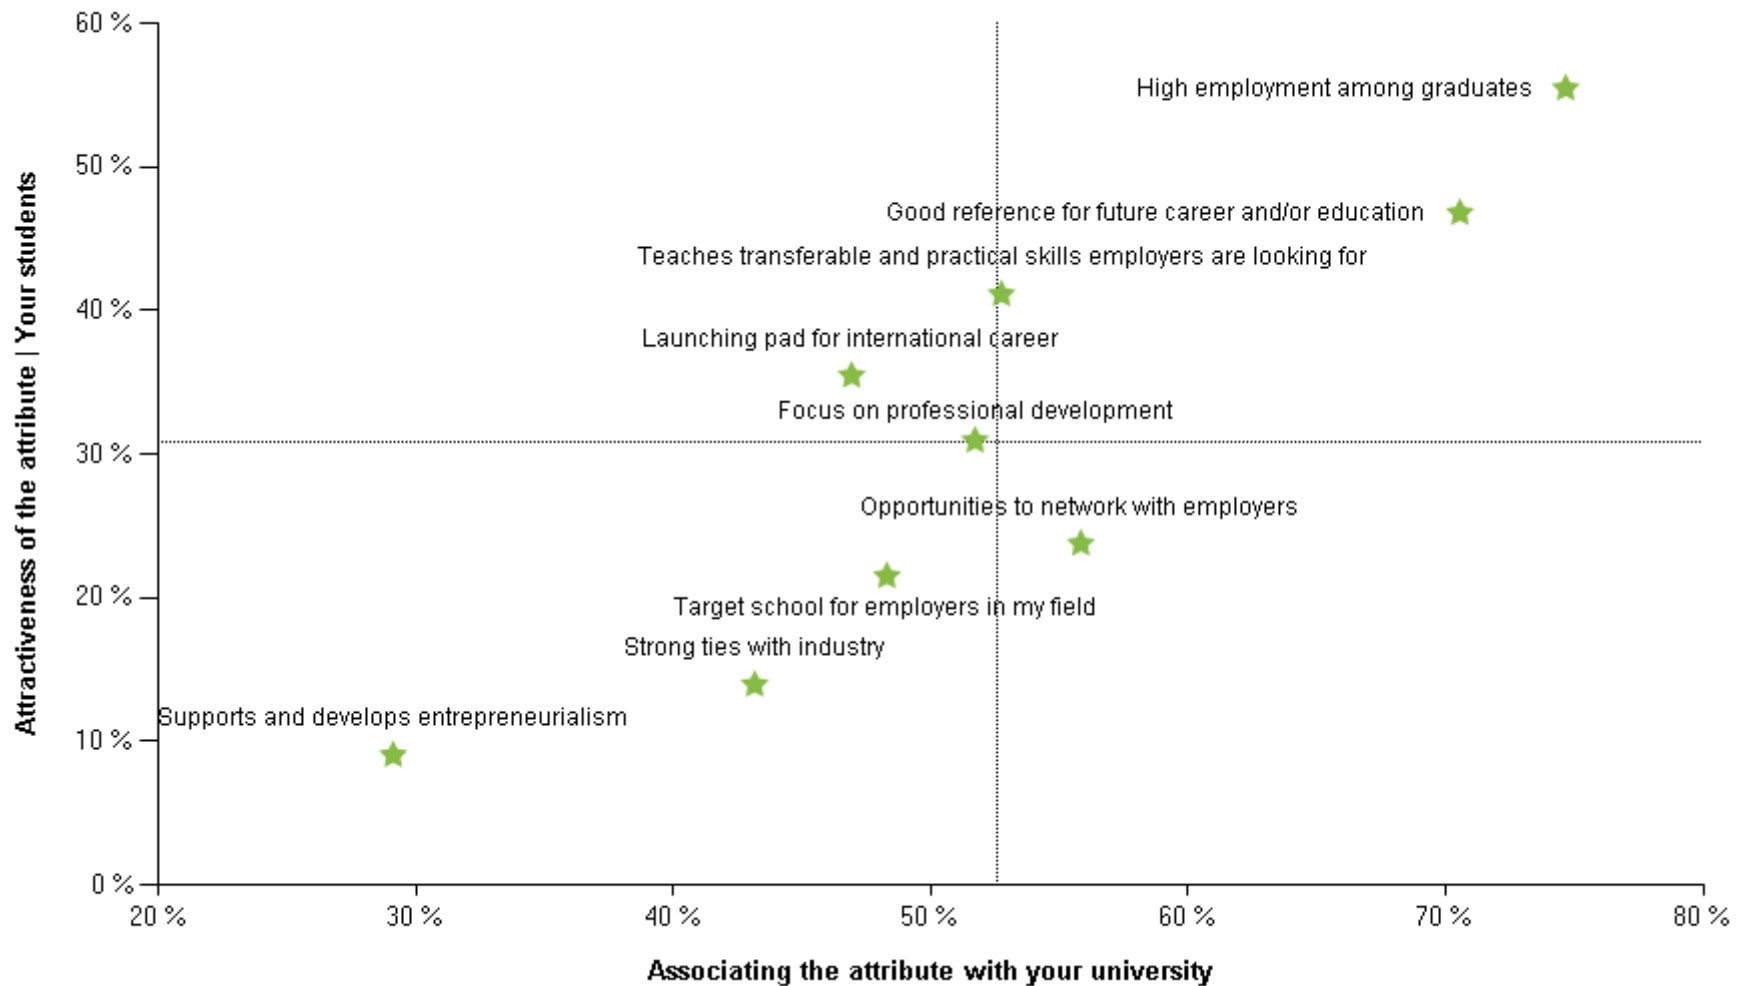 60 %
High employment among graduates
50 %
Good reference for future career and/or education
Teaches transferable and practical skills employers are looking for
40 %
Launching pad for international career
Focus on professional development
30 %
Opportunities to network with employers
20 %
Target school for employers in my field
Strong ties with industry
Supports and develops entrepreneurialism
10 %
0 %
20 % 30 % 40 % 50 % 60 % 70 % 80 %
Associating the attribute with your university
Attractiveness of the attribute | Your students